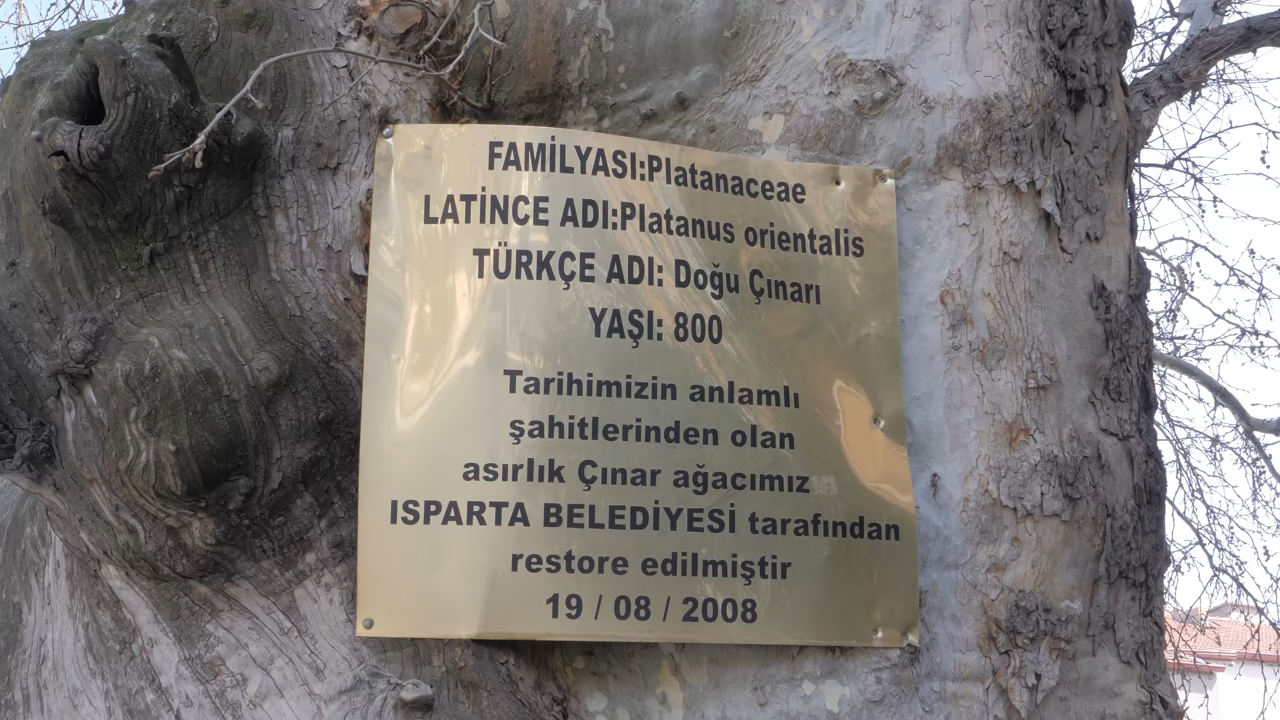 FAMİLYASI:Platanaceae
LATİNCE ADI:Platanus orientalis
TÜRKÇE ADI: Doğu Çınarı
YAŞI: 800
Tarihimizin anlamlı
şahitlerinden olan
asırlık Çınar ağacımız
ISPARTA BELEDİYESİ tarafından
restore edilmiştir
19 / 08 / 2008